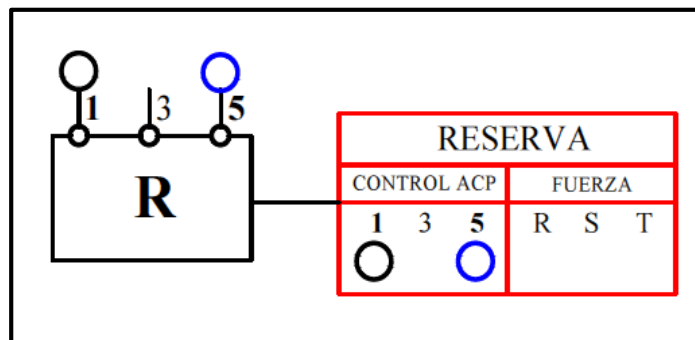 1 3 5
R
RESERVA
CONTROL ACP FUERZA
1 3 5 R S T